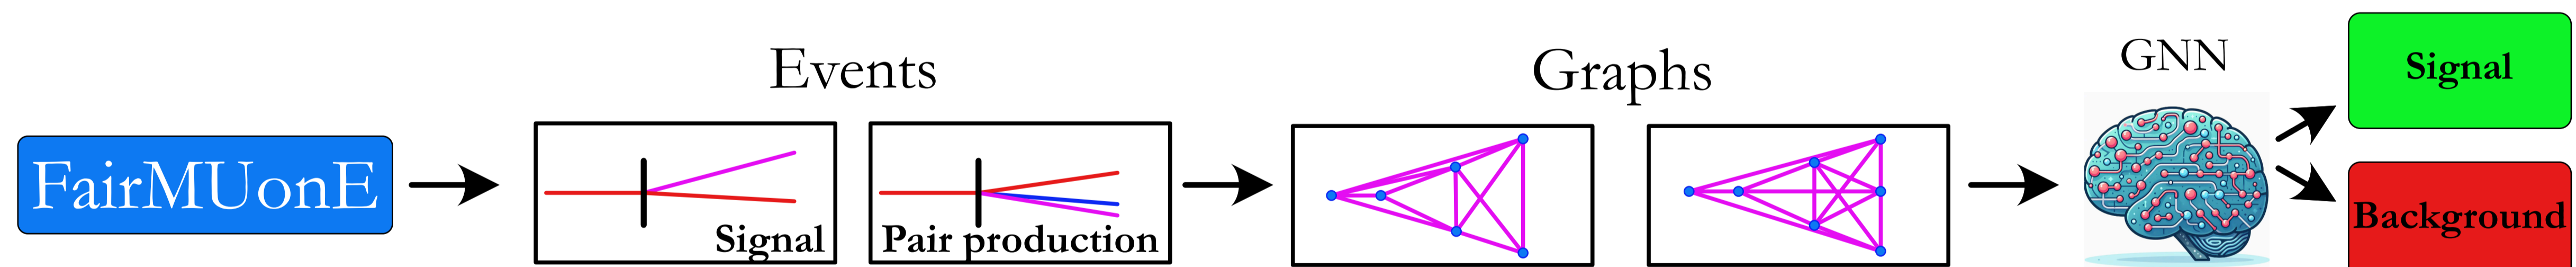 FairMUonE
Events
Signal
Pair production
Graphs
GNN
Signal
Background